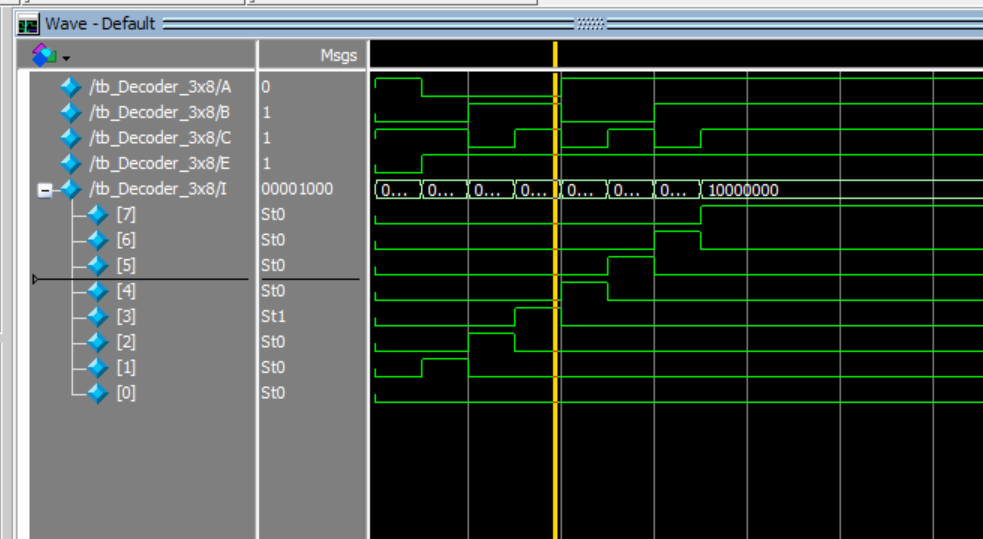 Wave - Default
Msgs
/tb_Decoder_3x8/A 0
/tb_Decoder_3x8/B 1
/tb_Decoder_3x8/C 1
/tb_Decoder_3x8/E 1
/tb_Decoder_3x8/I 00001000 0... 0... 0... 0... 0... 0... 0... 10000000
[7] St0
[6] St0
[5] St0
[4] St0
[3] St1
[2] St0
[1] St0
[0] St0